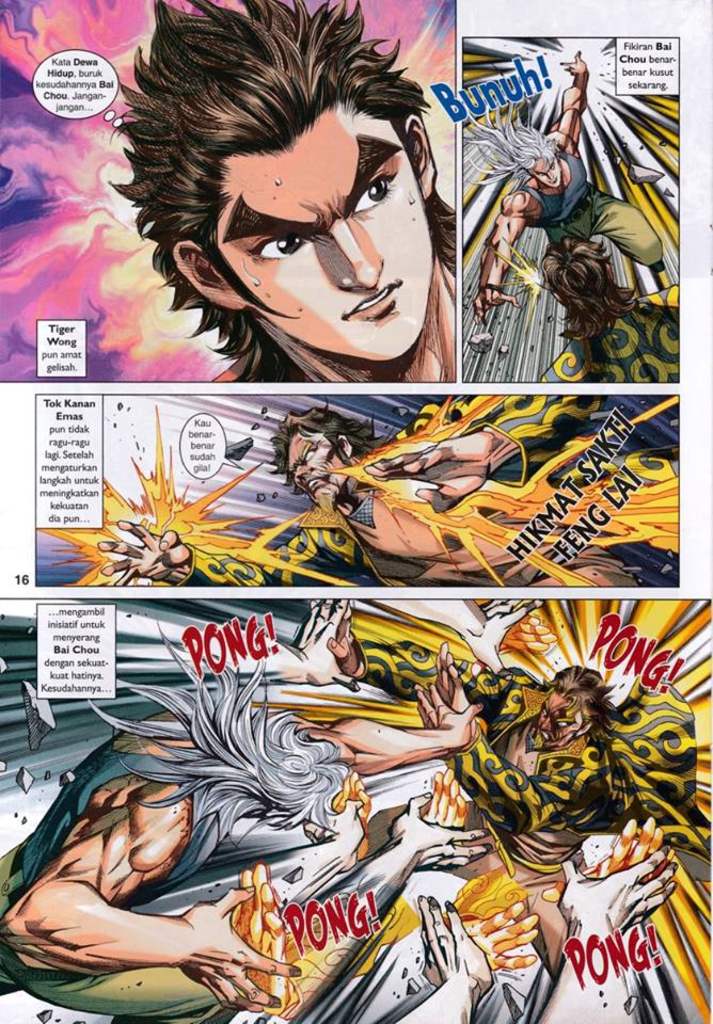 Kata Dewa
Hidup, buruk
kesudahannya Bai
Chou. Jangan-
jangan...
Tiger
Wong
pun amat
gelisah.
Bunuh!
Fikiran Bai
Chou benar-
benar kusut
sekarang.
Tok Kanan
Emas
pun tidak
ragu-ragu
lagi. Setelah
mengaturkan
langkah untuk
meningkatkan
kekuatan
dia pun...
Kau
benar-
benar
sudah
gila!
HIKMAT SAKTI
FENG LAI
16
...mengambil
inisiatif untuk
menyerang
Bai Chou
dengan sekuat-
kuat hatinya.
Kesudahannya...
PONG!
PONG!
PONG!
PONG!